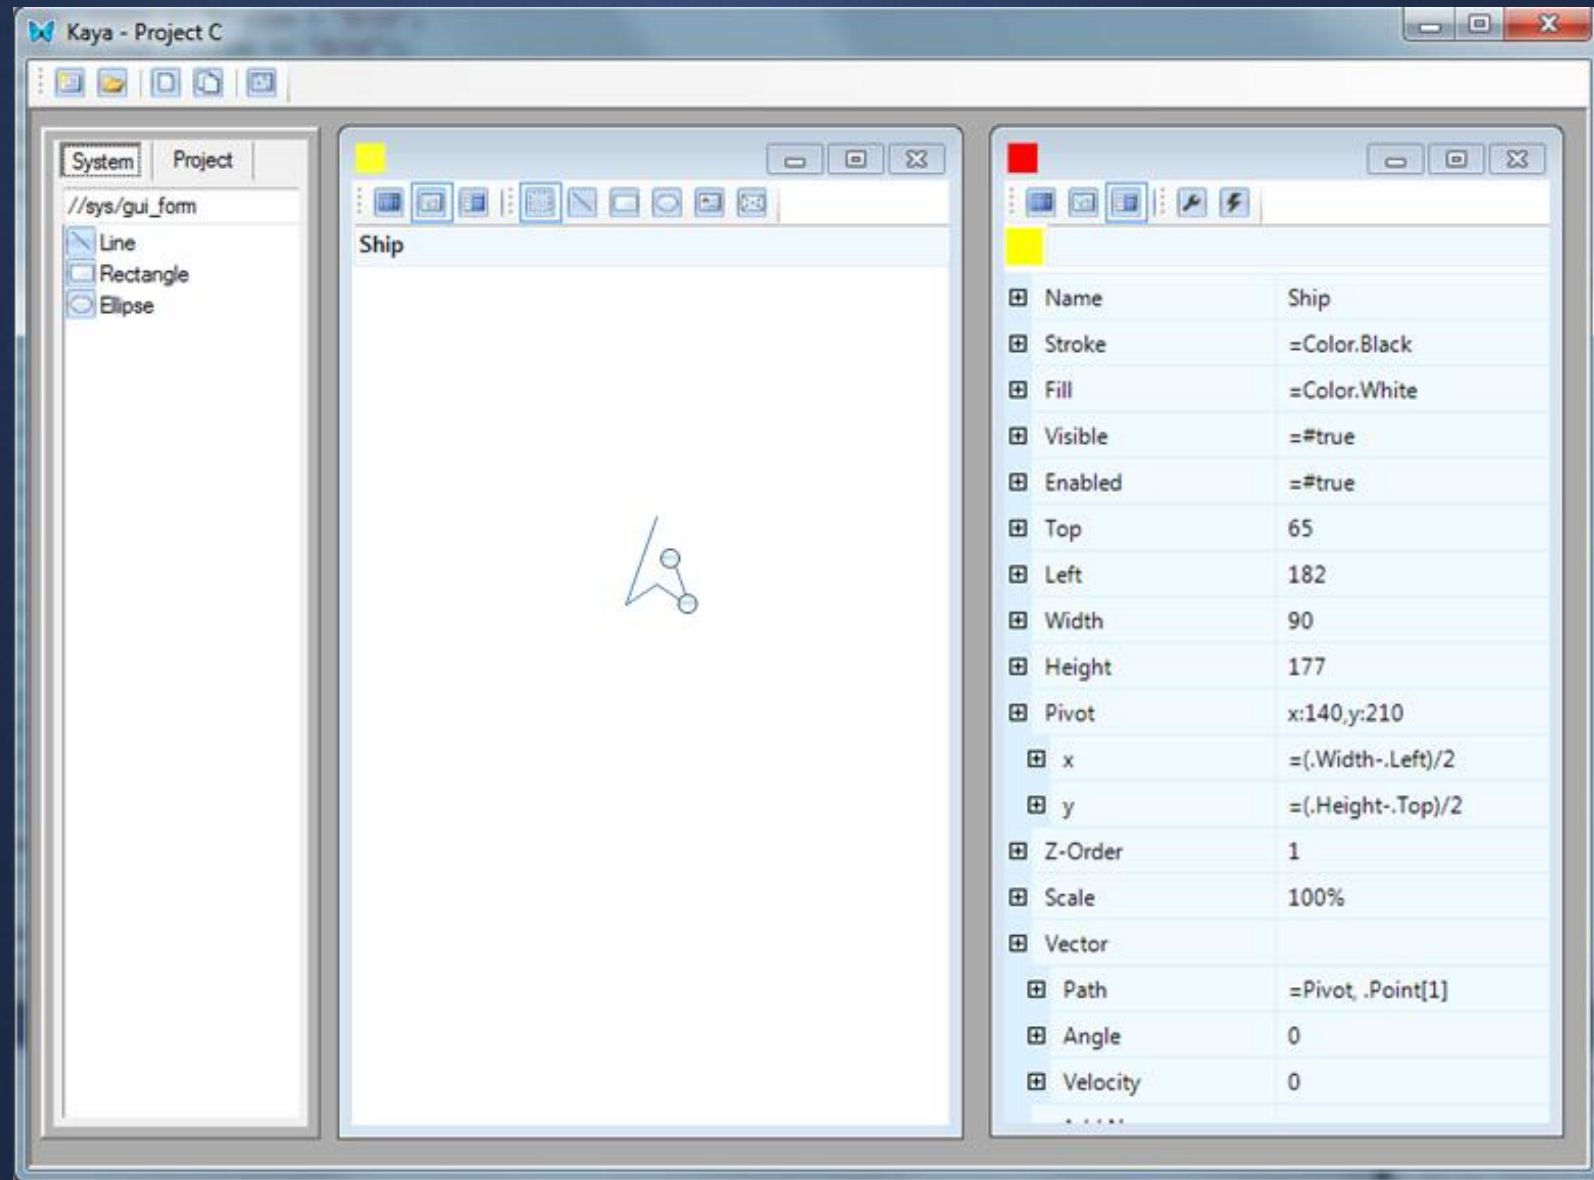 Kaya - Project C
System Project
//sys/gui_form
Line
Rectangle
Ellipse
Ship
Name Ship
Stroke =Color.Black
Fill =Color.White
Visible =#true
Enabled =#true
Top 65
Left 182
Width 90
Height 177
Pivot x:140,y:210
x =(.Width-.Left)/2
y =(.Height-.Top)/2
Z-Order 1
Scale 100%
Vector
Path =Pivot, .Point[1]
Angle 0
Velocity 0